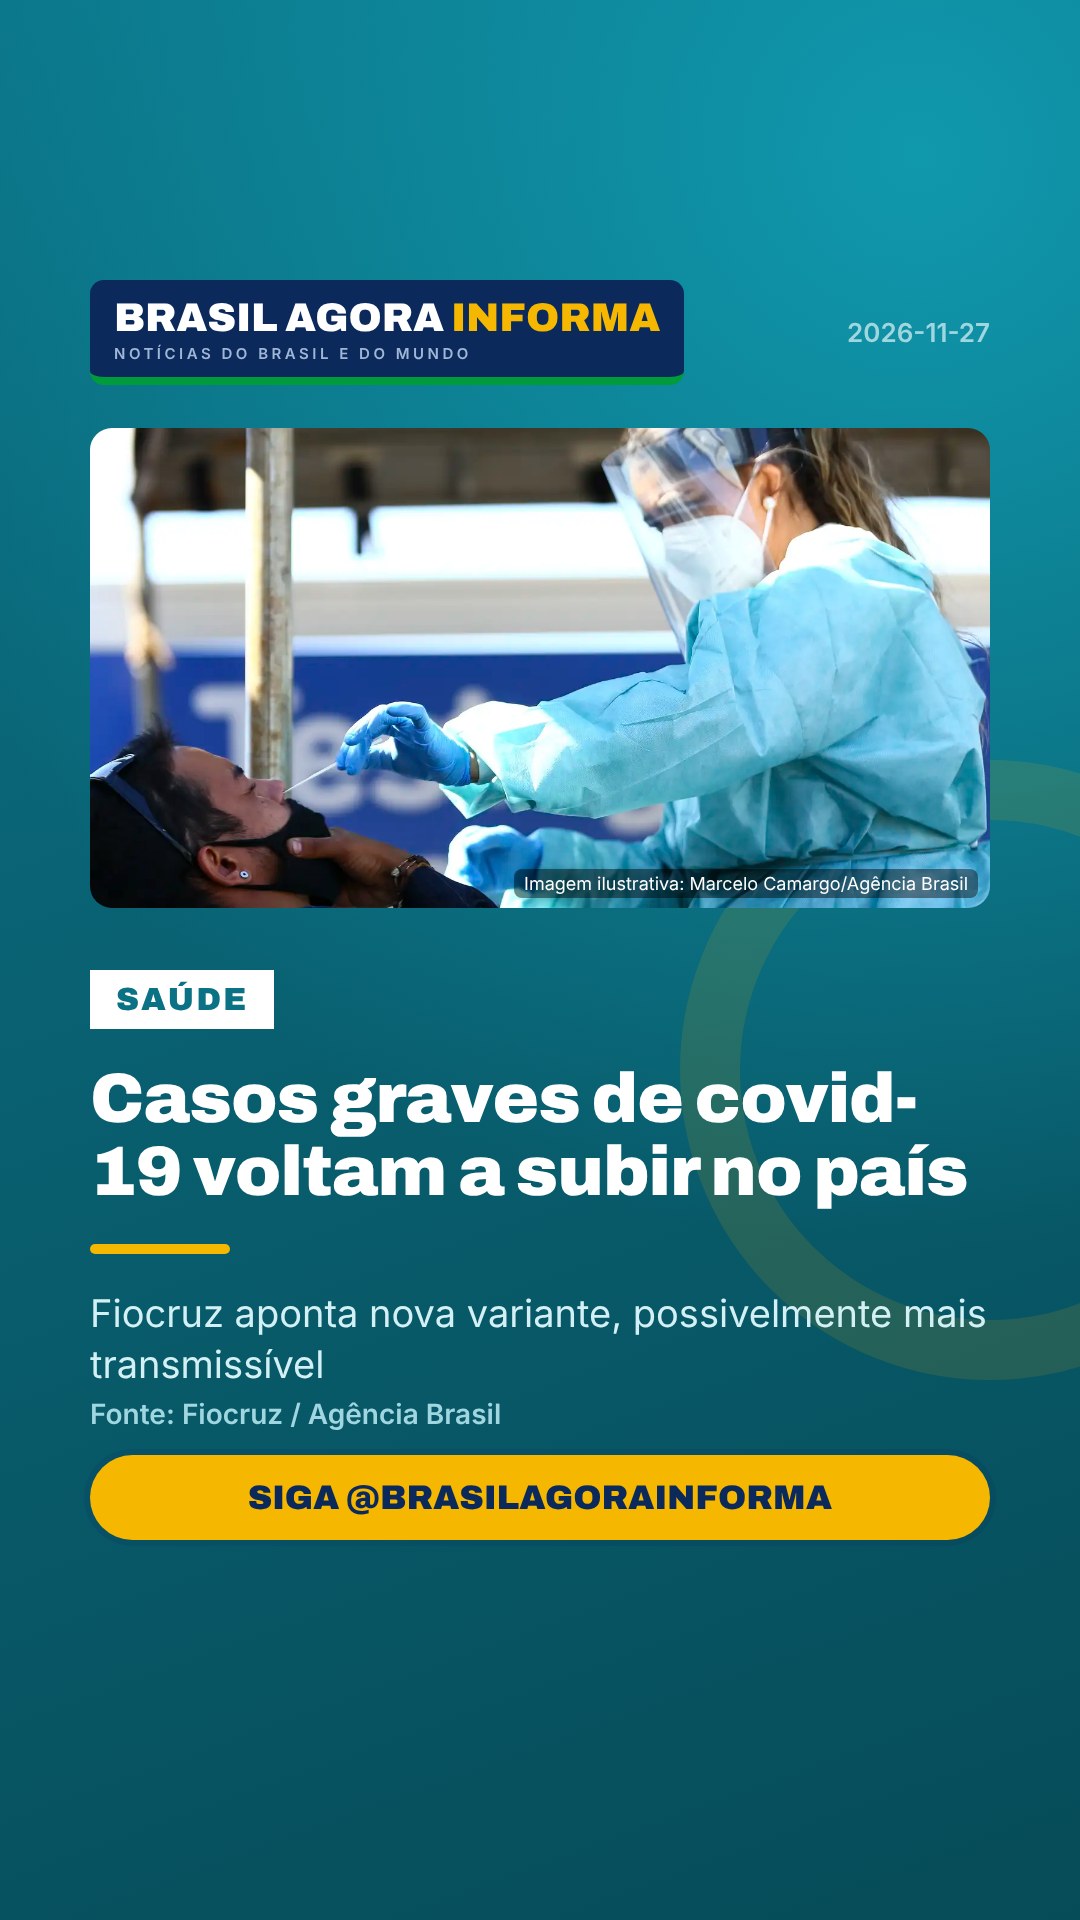 BRASIL AGORA INFORMA
NOTÍCIAS DO BRASIL E DO MUNDO
2026-11-27
Tes
Imagem ilustrativa: Marcelo Camargo/Agência Brasil
SAÚDE
Casos graves de covid-
19 voltam a subir no país
Fiocruz aponta nova variante, possivelmente mais
transmissível
Fonte: Fiocruz / Agência Brasil
SIGA @BRASILAGORAINFORMA